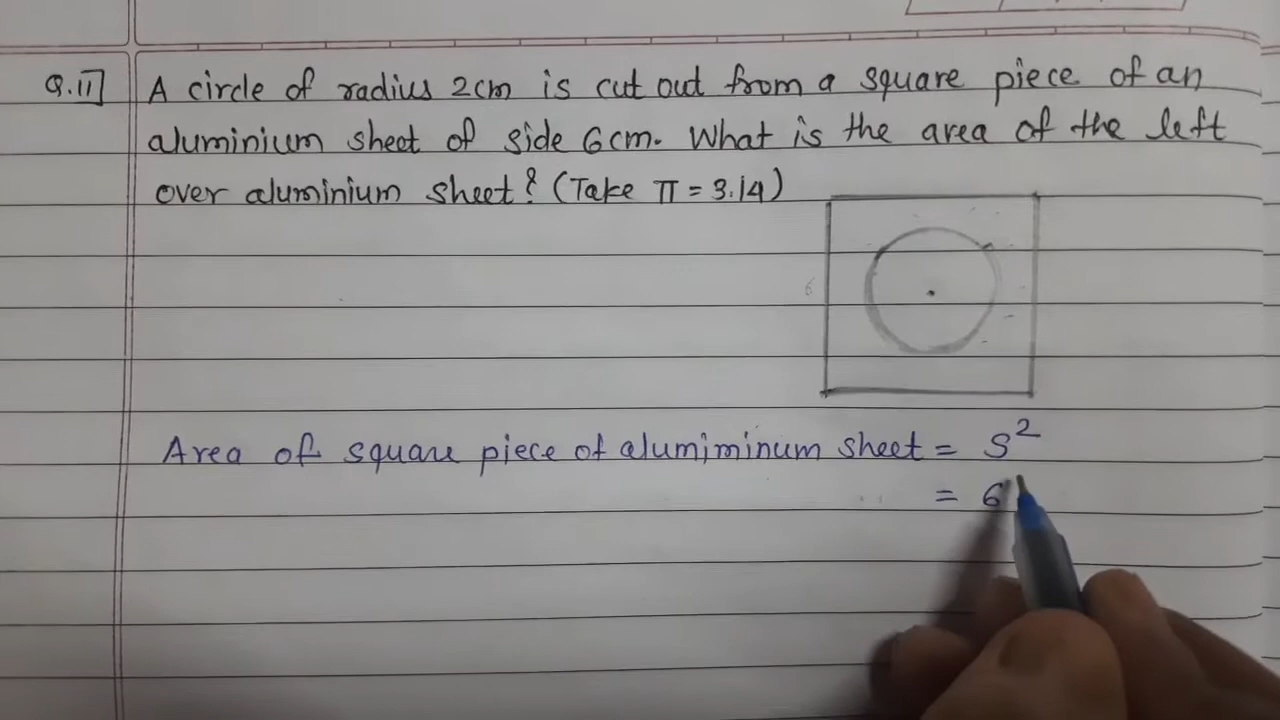 Q.11] A circle of radius 2cm is cut out from a square piece of an
aluminium sheet of side 6cm. What is the area of the left
over aluminium sheet? (Take π = 3.14)
6
Area of square piece of alumiminum sheet = S²
= 6